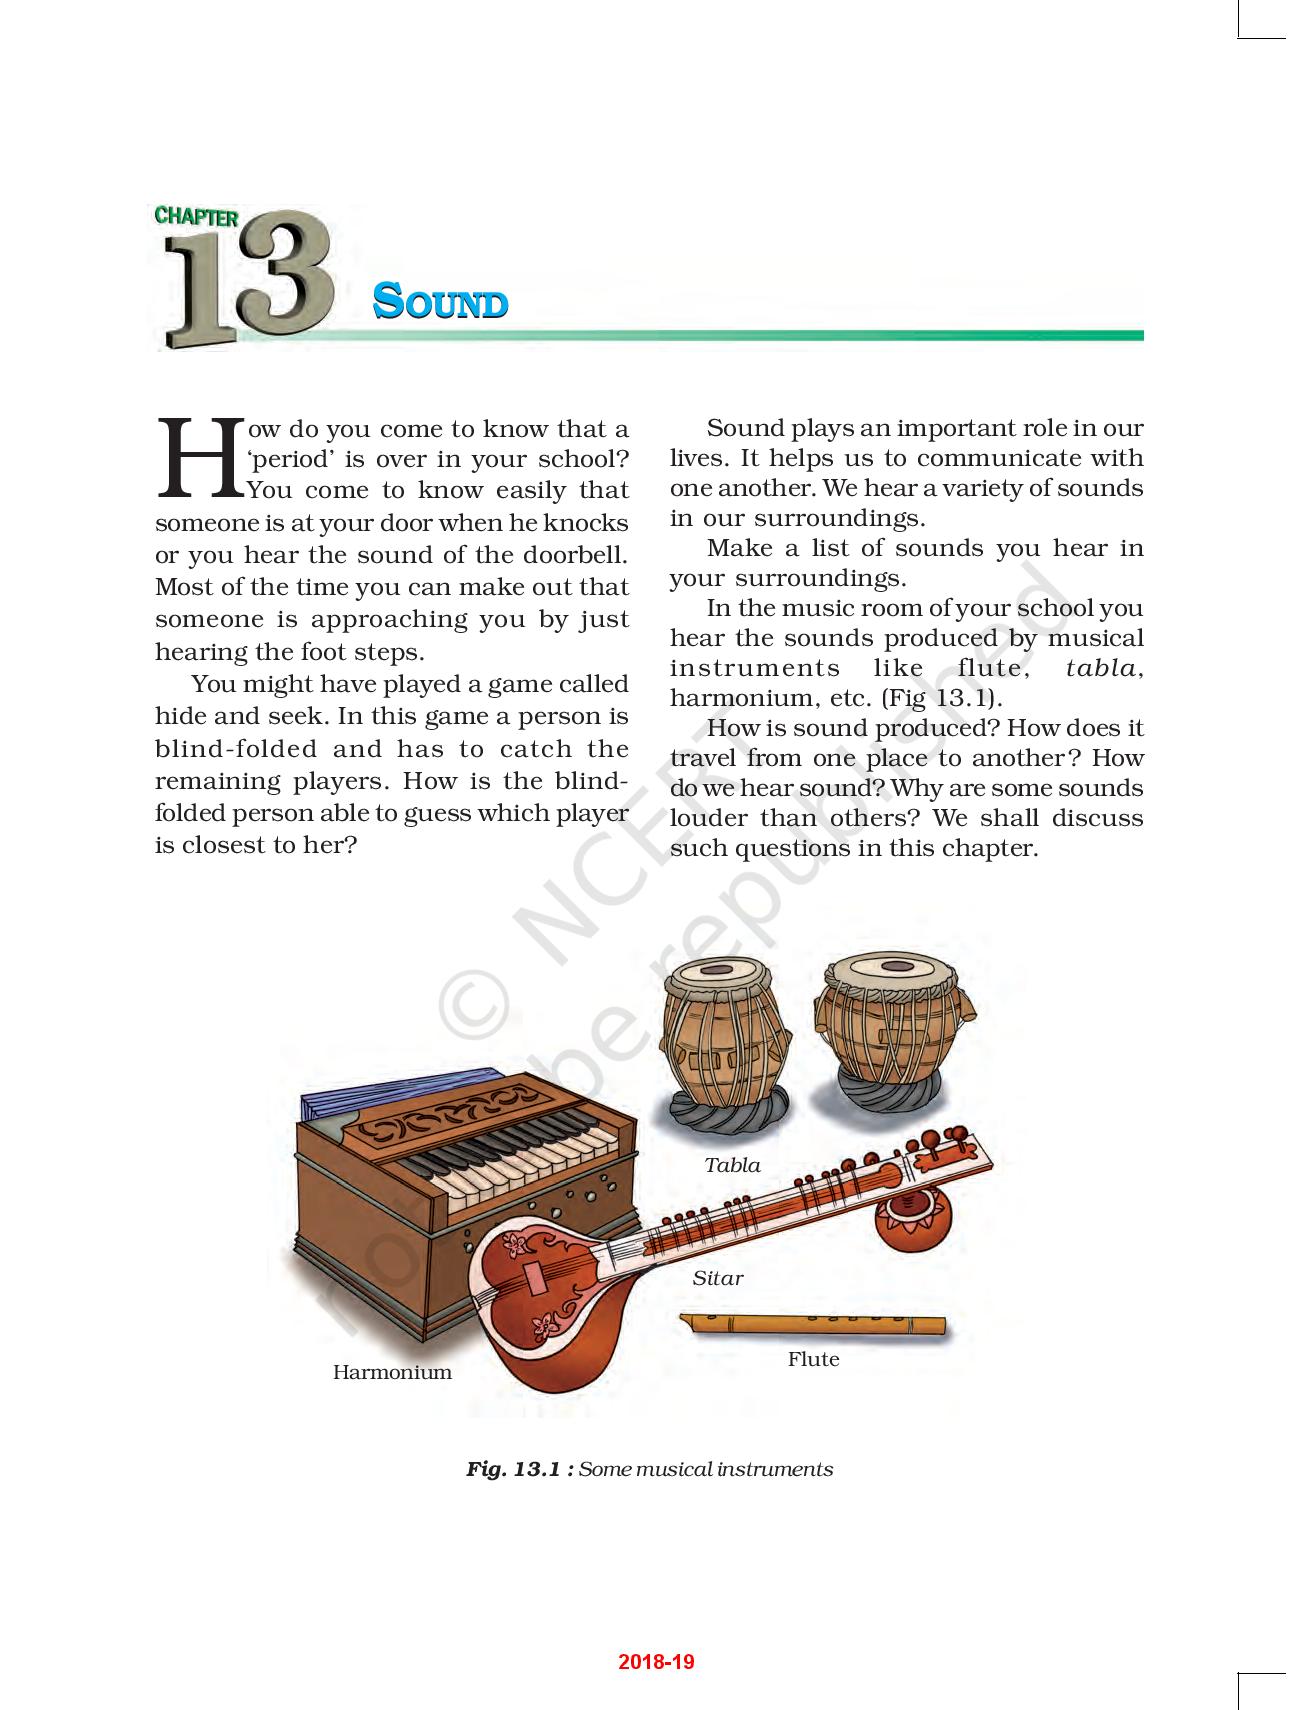 CHAPTER
13
SOUND
How do you come to know that a
‘period’ is over in your school?
You come to know easily that
someone is at your door when he knocks
or you hear the sound of the doorbell.
Most of the time you can make out that
someone is approaching you by just
hearing the foot steps.
You might have played a game called
hide and seek. In this game a person is
blind-folded and has to catch the
remaining players. How is the blind-
folded person able to guess which player
is closest to her?
Sound plays an important role in our
lives. It helps us to communicate with
one another. We hear a variety of sounds
in our surroundings.
Make a list of sounds you hear in
your surroundings.
In the music room of your school you
hear the sounds produced by musical
instruments like flute, tabla,
harmonium, etc. (Fig 13.1).
How is sound produced? How does it
travel from one place to another? How
do we hear sound? Why are some sounds
louder than others? We shall discuss
such questions in this chapter.
© NCERT
be republished
Tabla
Sitar
Flute
Harmonium
Fig. 13.1 : Some musical instruments
2018-19